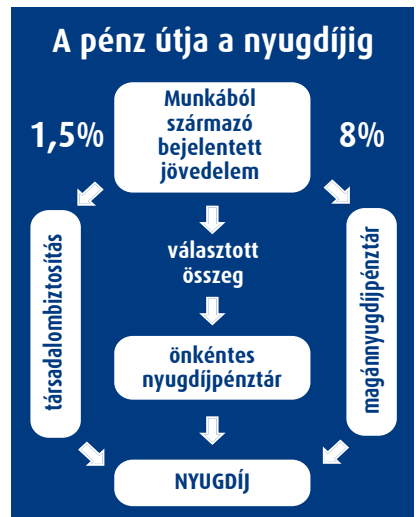 A pénz útja a nyugdíjig
1,5%
Munkából
származó
bejelentett
jövedelem
8%
társadalombiztosítás
választott
összeg
önkéntes
nyugdíjpénztár
magánnyugdíjpénztár
NYUGDÍJ